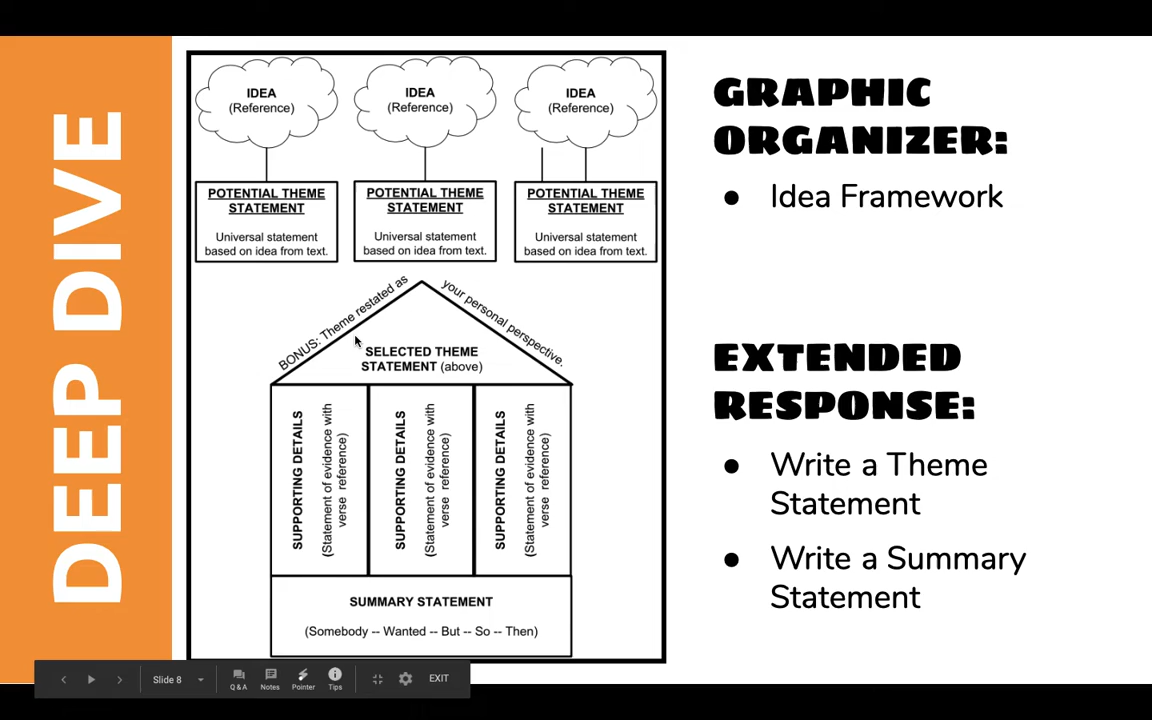 DEEP DIVE
IDEA
(Reference)
IDEA
(Reference)
IDEA
(Reference)
POTENTIAL THEME
STATEMENT
Universal statement
based on idea from text.
POTENTIAL THEME
STATEMENT
Universal statement
based on idea from text.
POTENTIAL THEME
STATEMENT
Universal statement
based on idea from text.
BONUS: Theme restated as
your personal perspective.
SELECTED THEME
STATEMENT (above)
SUPPORTING DETAILS
(Statement of evidence with
verse reference)
SUPPORTING DETAILS
(Statement of evidence with
verse reference)
SUPPORTING DETAILS
(Statement of evidence with
verse reference)
SUMMARY STATEMENT
(Somebody -- Wanted -- But -- So -- Then)
GRAPHIC
ORGANIZER:
● Idea Framework
EXTENDED
RESPONSE:
● Write a Theme
Statement
● Write a Summary
Statement
Slide 8
Q & A
Notes
Pointer
Tips
EXIT